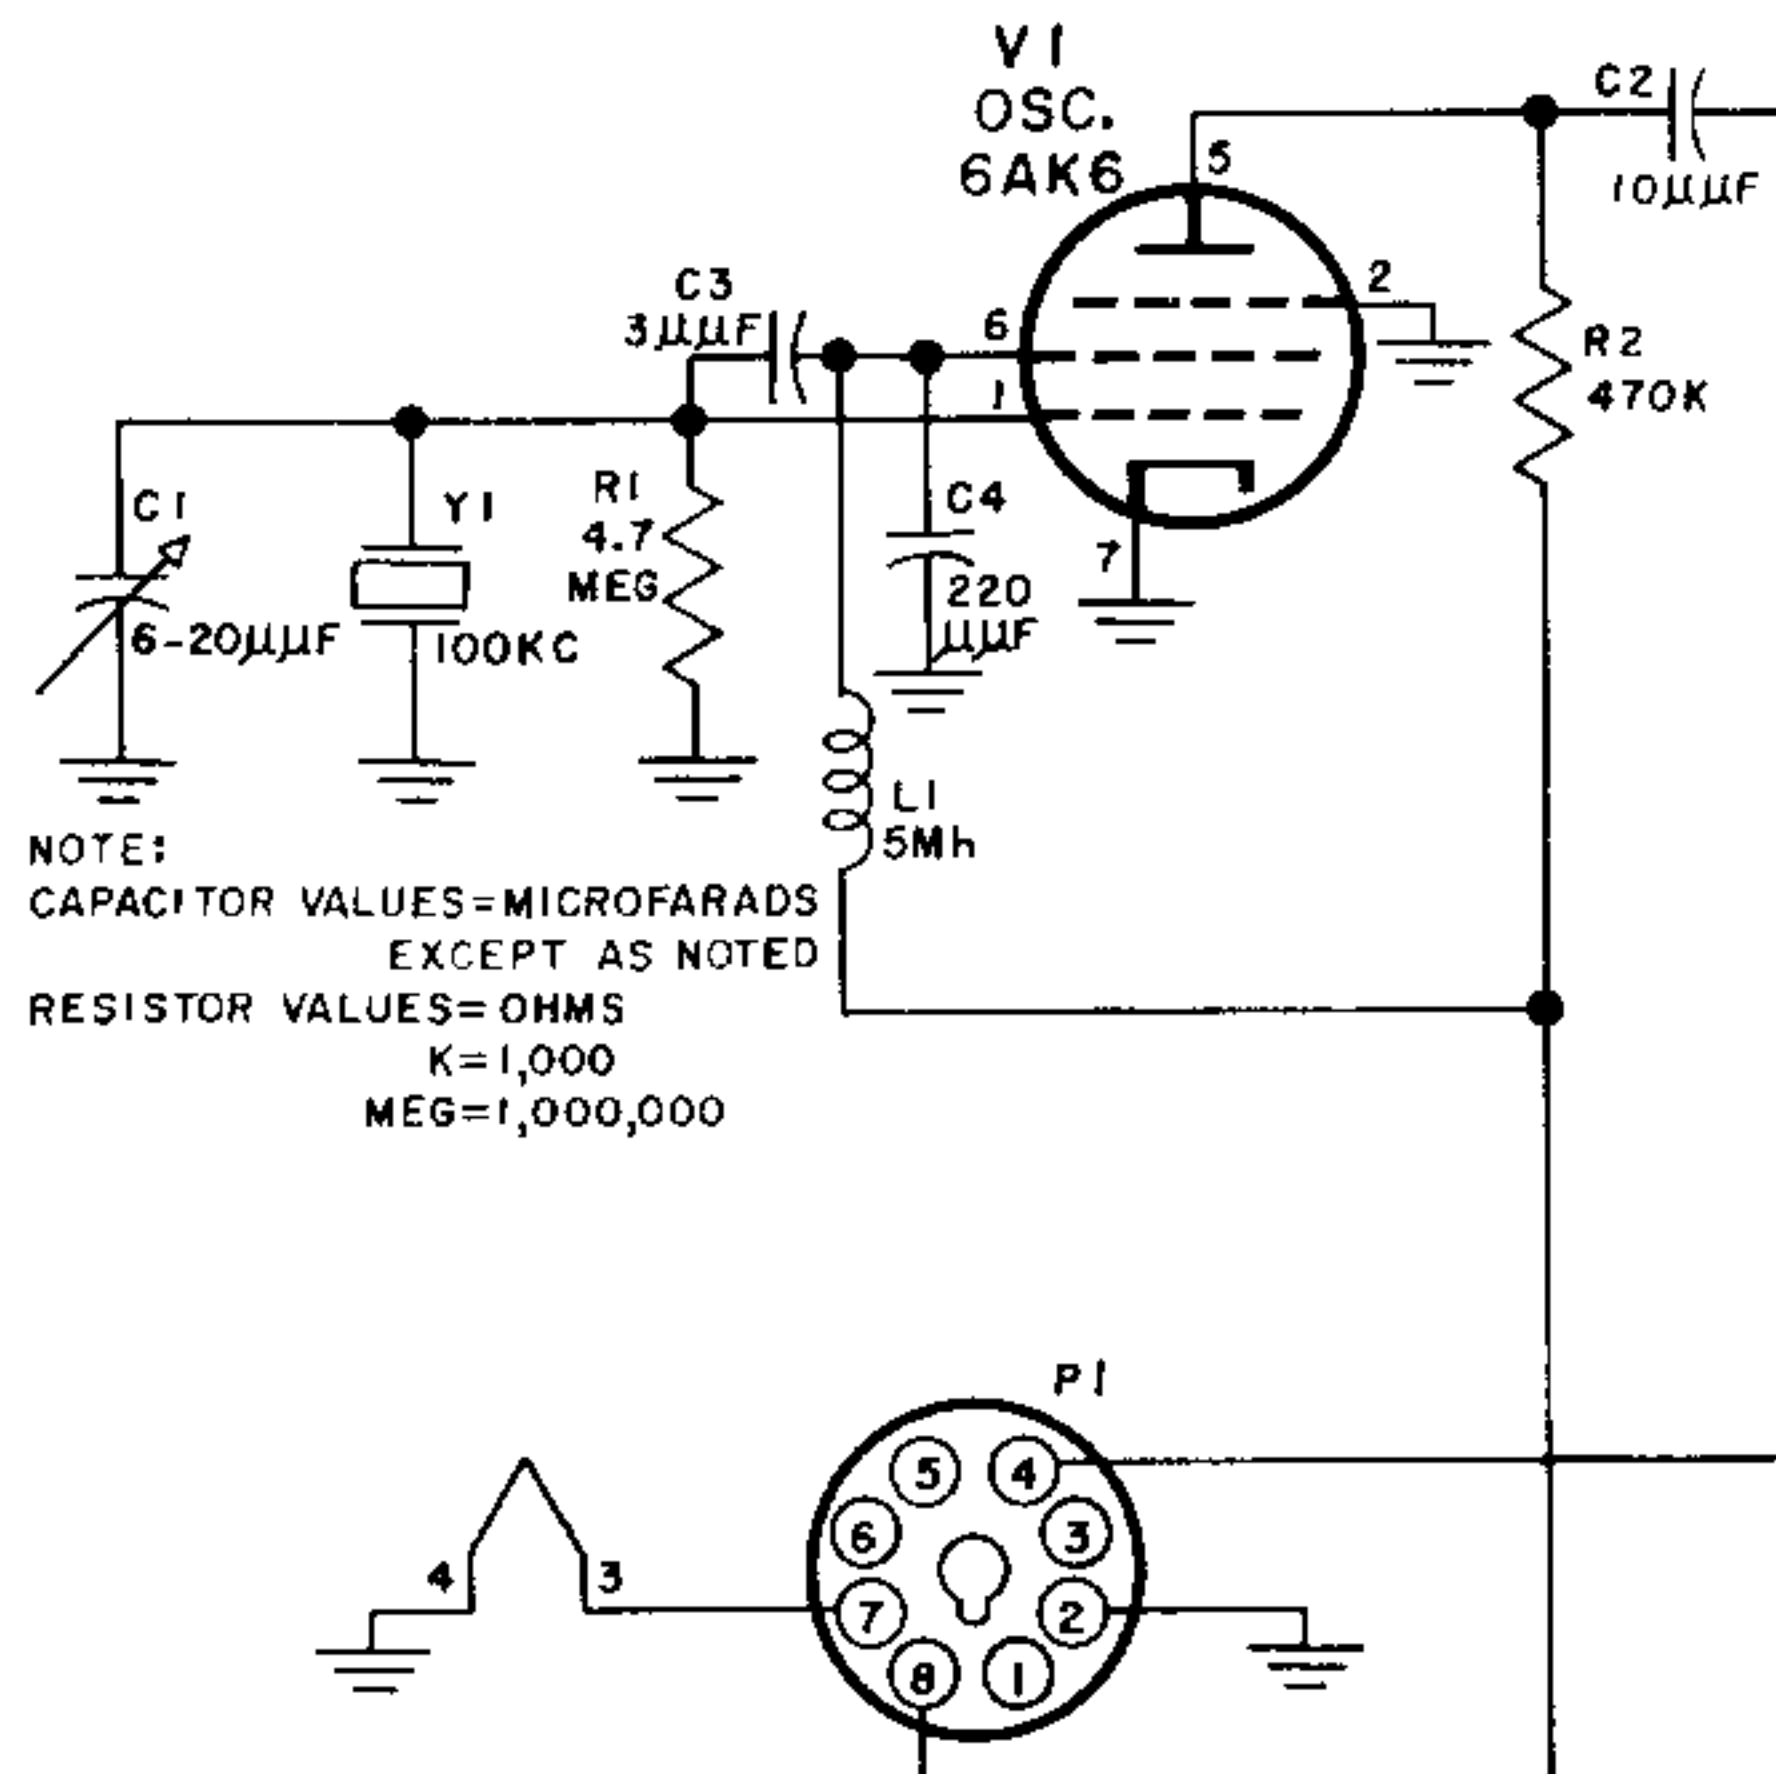 V1
OSC.
6AK6
5
C2
10µµF
2
C3
3µµF
6
1
R2
470K
C1
6-20µµF
Y1
100KC
R1
4.7
MEG
C4
220
µµF
7
L1
5Mh
NOTE:
CAPACITOR VALUES=MICROFARADS
EXCEPT AS NOTED
RESISTOR VALUES=OHMS
K=1,000
MEG=1,000,000
P1
5
4
6
3
7
2
8
1
4
3